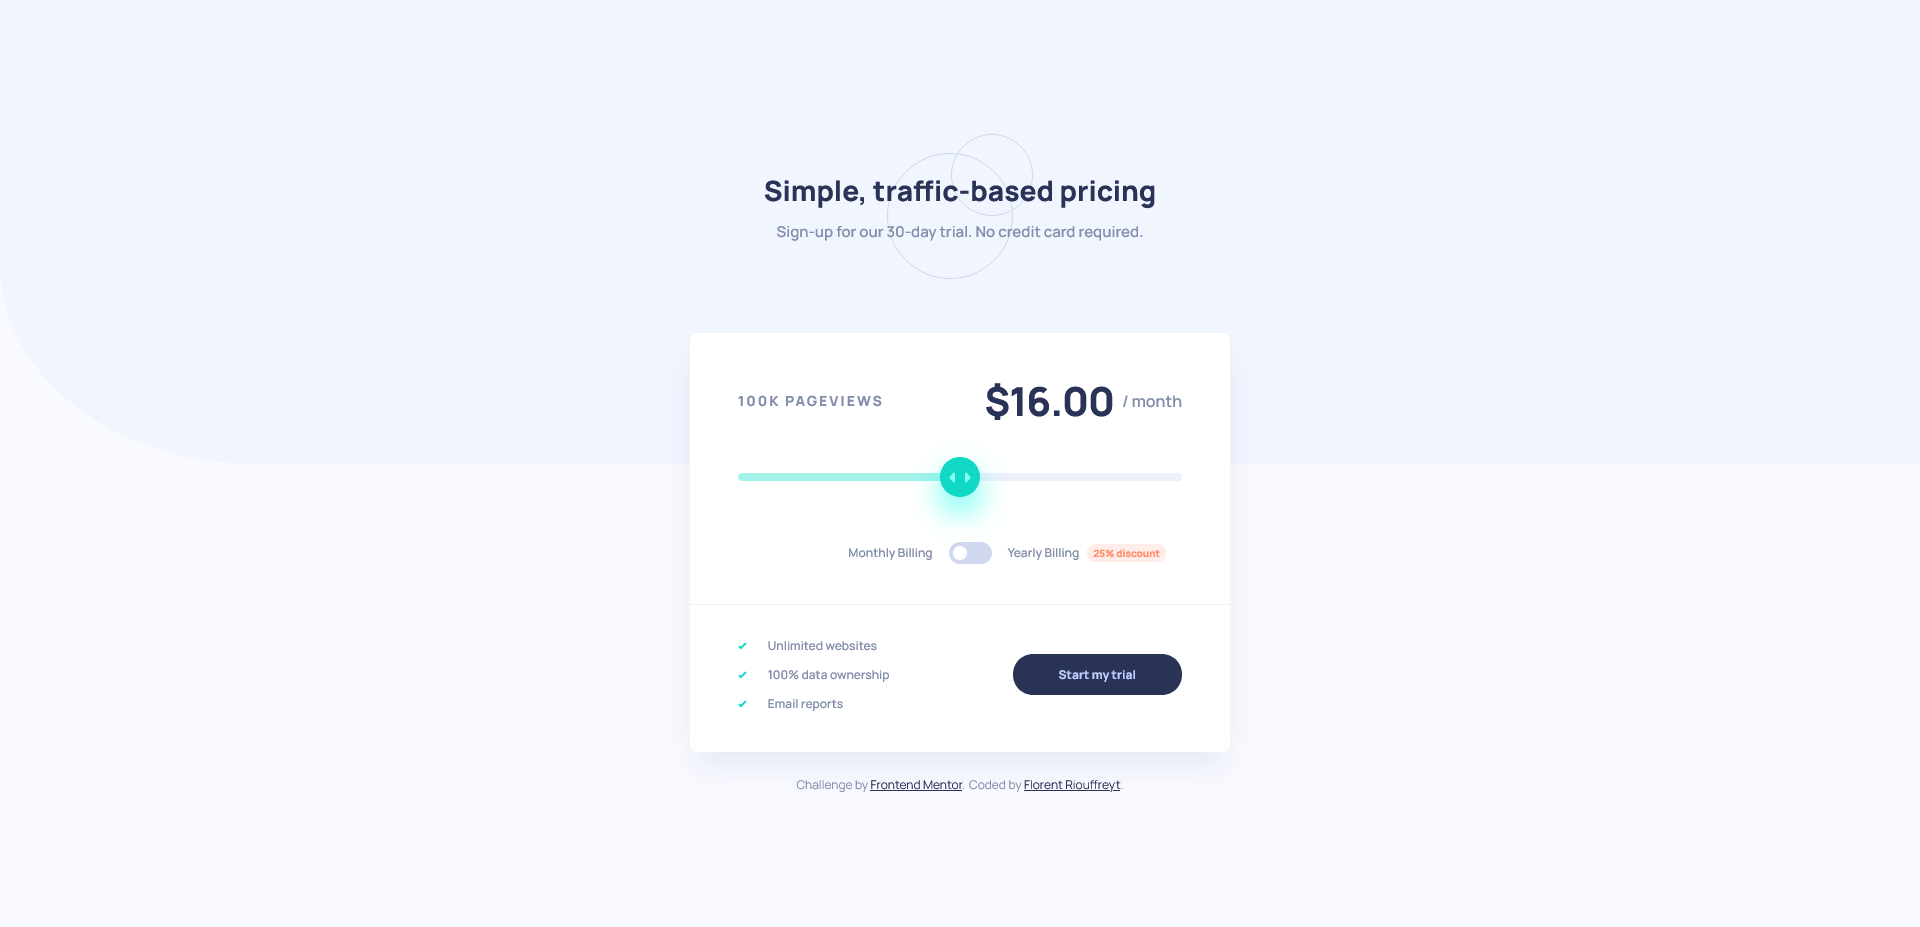 Simple, traffic-based pricing
Sign-up for our 30-day trial. No credit card required.
100K PAGEVIEWS
$16.00 / month
Monthly Billing Yearly Billing 25% discount
Unlimited websites
100% data ownership
Email reports
Start my trial
Challenge by Frontend Mentor. Coded by Florent Riouffreyt.